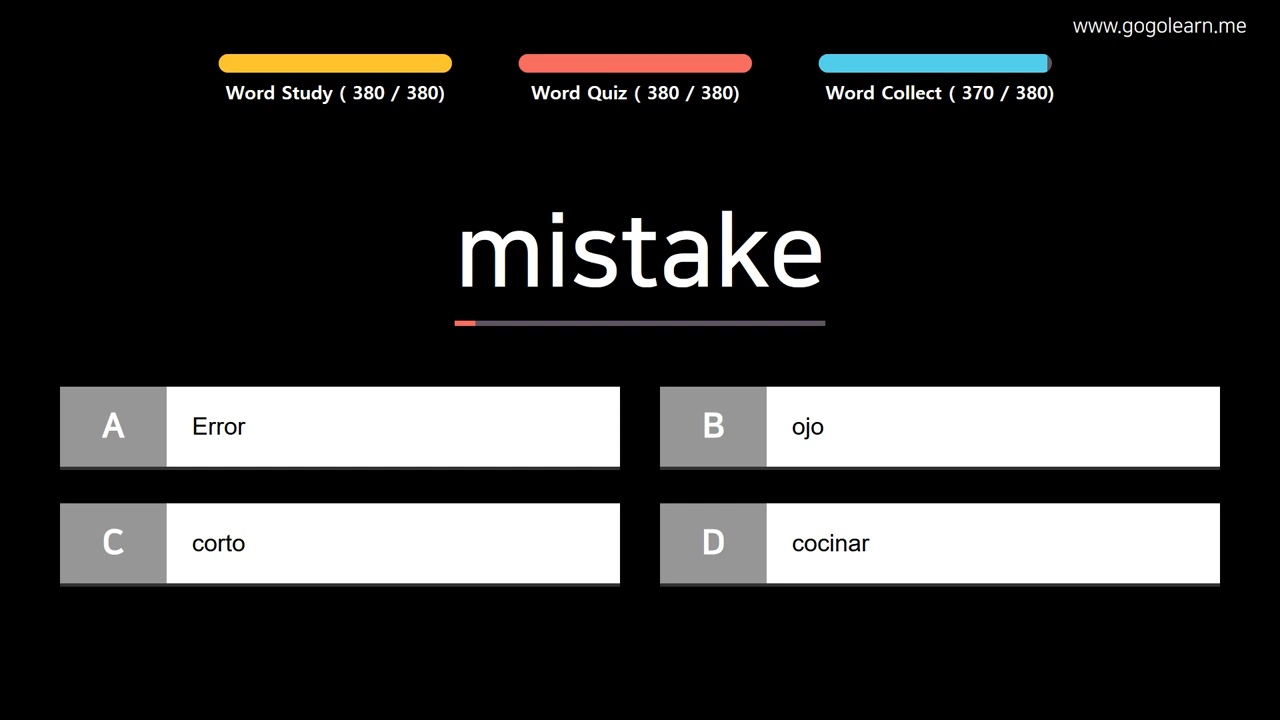 www.gogolearn.me
Word Study ( 380 / 380)
Word Quiz ( 380 / 380)
Word Collect ( 370 / 380)
mistake
A Error
B ojo
C corto
D cocinar